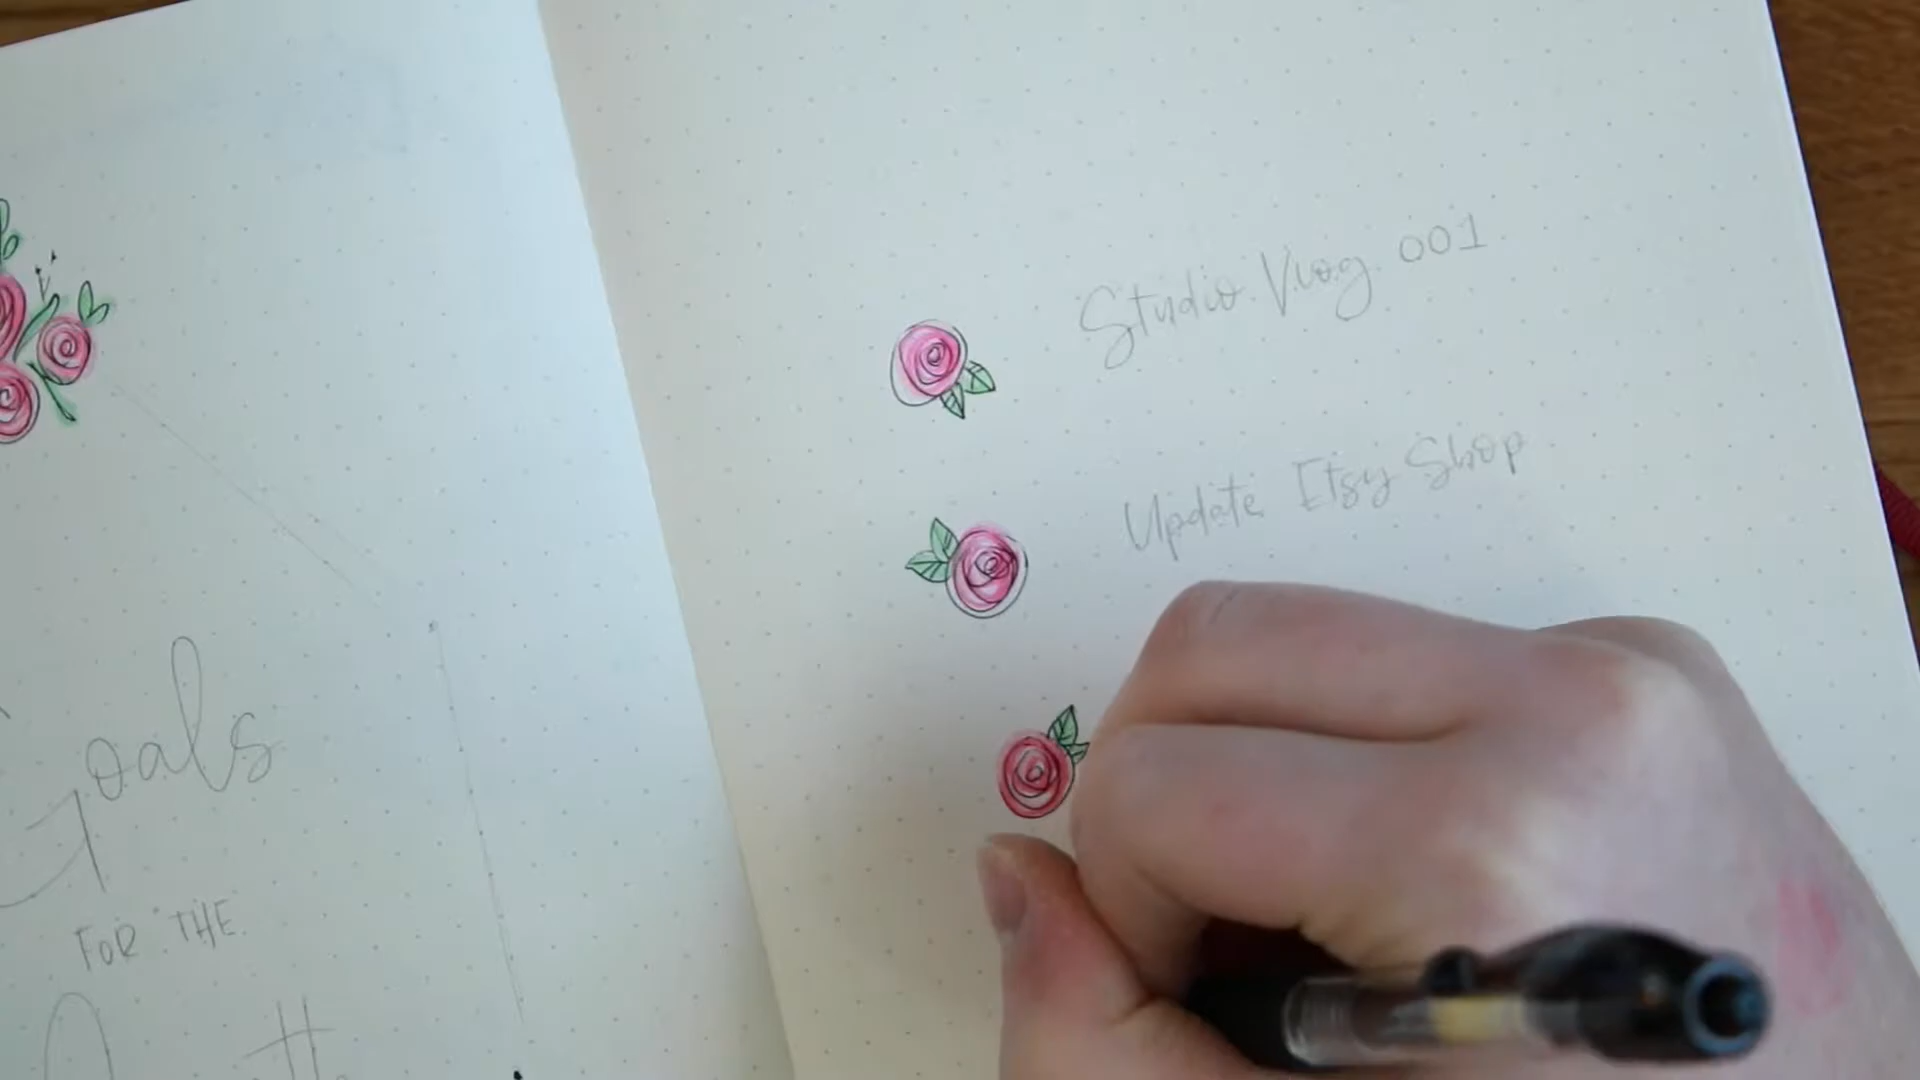 Goals
FOR THE
Studio Vlog 001
Update Etsy Shop